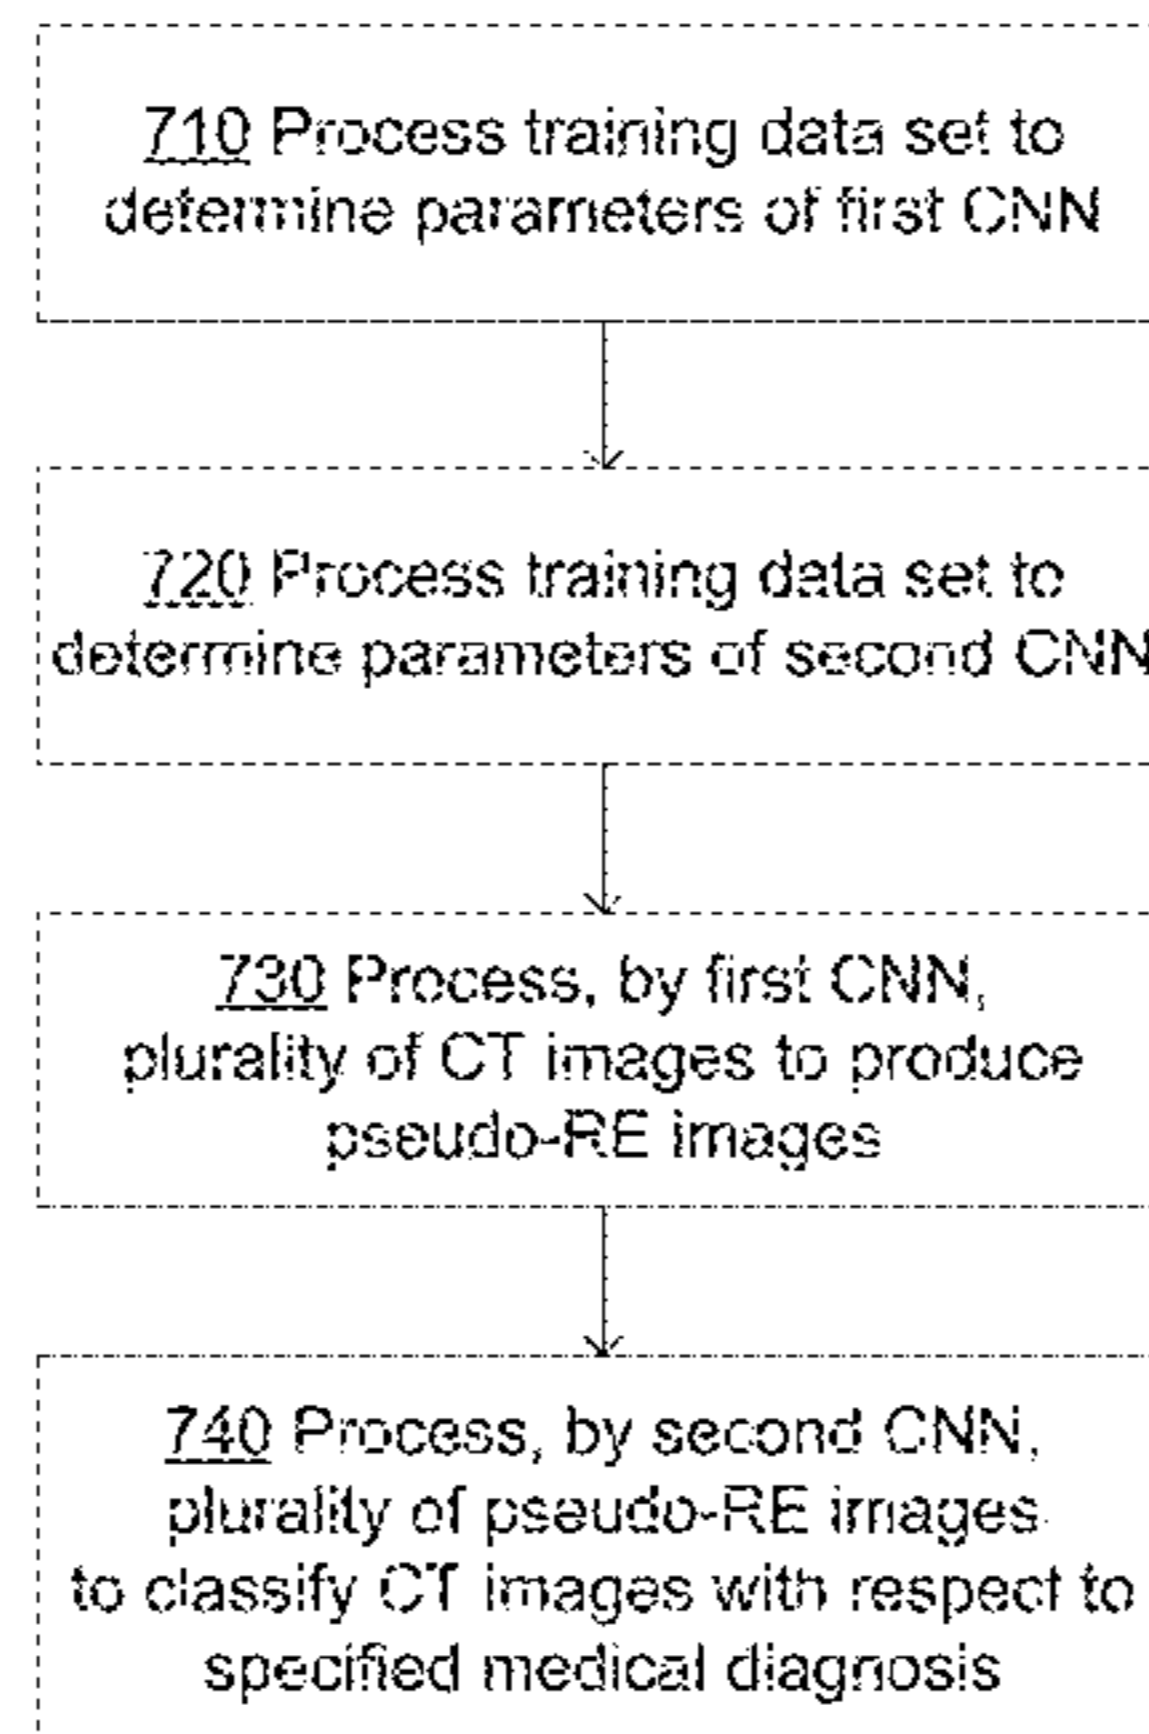 710 Process training data set to
determine parameters of first CNN
720 Process training data set to
determine parameters of second CNN
730 Process, by first CNN,
plurality of CT images to produce
pseudo-RE images
740 Process, by second CNN,
plurality of pseudo-RE images
to classify CT images with respect to
specified medical diagnosis